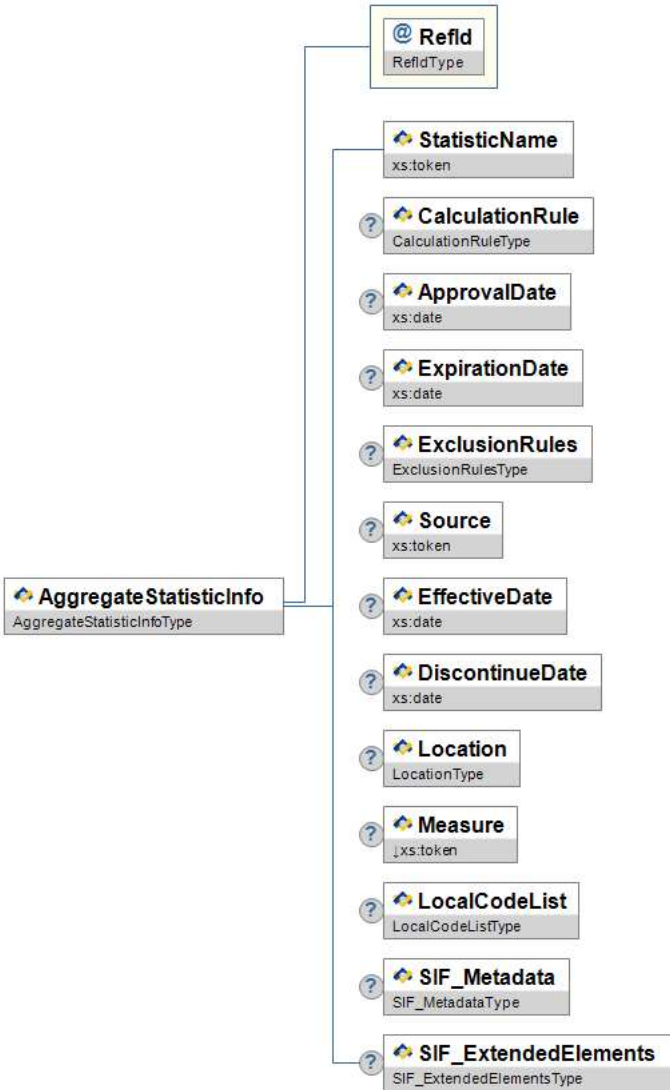 @ RefId
RefIdType
StatisticName
xs:token
? CalculationRule
CalculationRuleType
? ApprovalDate
xs:date
? ExpirationDate
xs:date
? ExclusionRules
ExclusionRulesType
? Source
xs:token
AggregateStatisticInfo
AggregateStatisticInfoType
? EffectiveDate
xs:date
? DiscontinueDate
xs:date
? Location
LocationType
? Measure
↓xs:token
? LocalCodeList
LocalCodeListType
? SIF_Metadata
SIF_MetadataType
? SIF_ExtendedElements
SIF_ExtendedElementsType